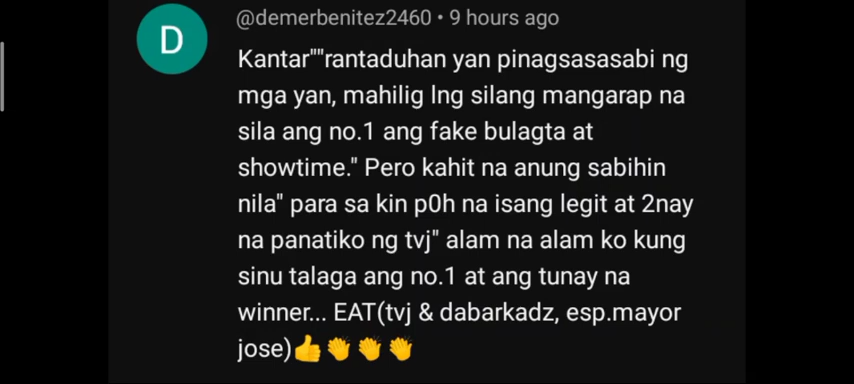 D
@demerbenitez2460 • 9 hours ago
Kantar""rantaduhan yan pinagsasasabi ng
mga yan, mahilig lng silang mangarap na
sila ang no.1 ang fake bulagta at
showtime." Pero kahit na anung sabihin
nila" para sa kin p0h na isang legit at 2nay
na panatiko ng tvj" alam na alam ko kung
sinu talaga ang no.1 at ang tunay na
winner... EAT(tvj & dabarkadz, esp.mayor
jose)👍👏👏👏